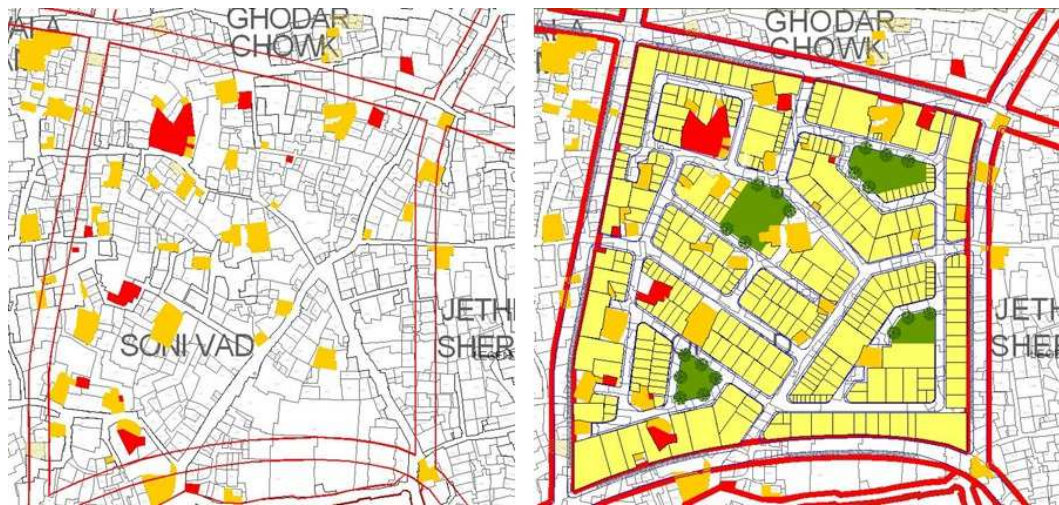 GHODAR
CHOWK
SONI VAD
JETH
SHER
GHODAR
CHOWK
JETH
SHER